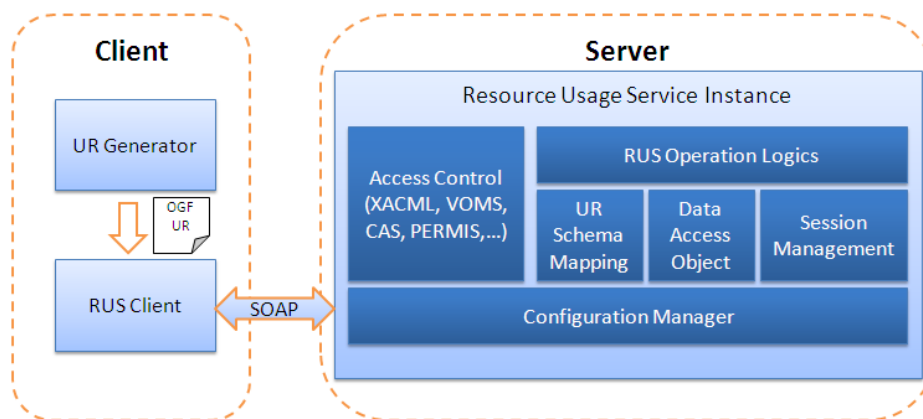 Client
UR Generator
OGF
UR
RUS Client
SOAP
Server
Resource Usage Service Instance
Access Control
(XACML, VOMS,
CAS, PERMIS,...)
RUS Operation Logics
UR
Schema
Mapping
Data
Access
Object
Session
Management
Configuration Manager